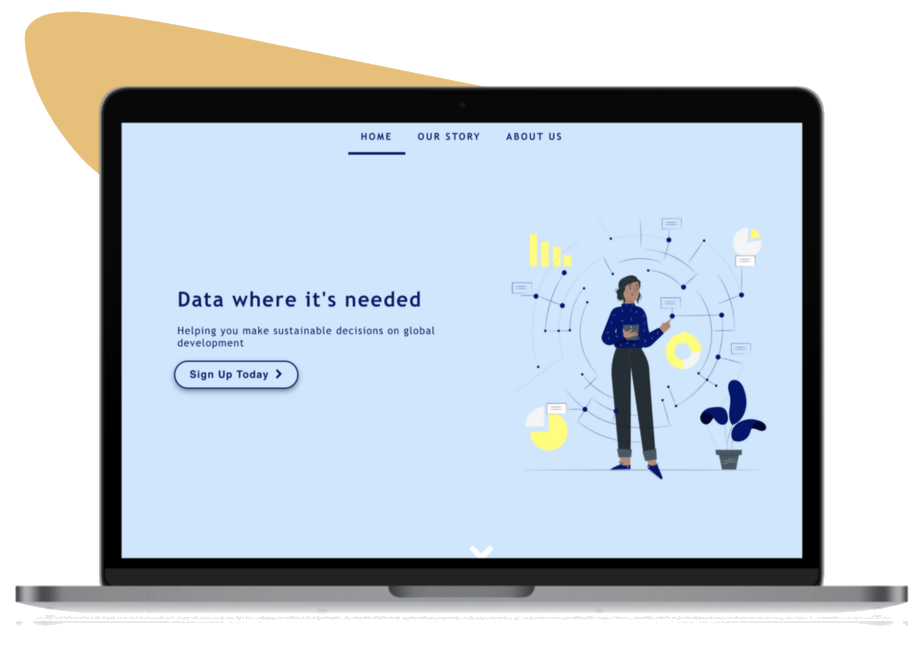 HOME OUR STORY ABOUT US
Data where it's needed
Helping you make sustainable decisions on global
development
Sign Up Today